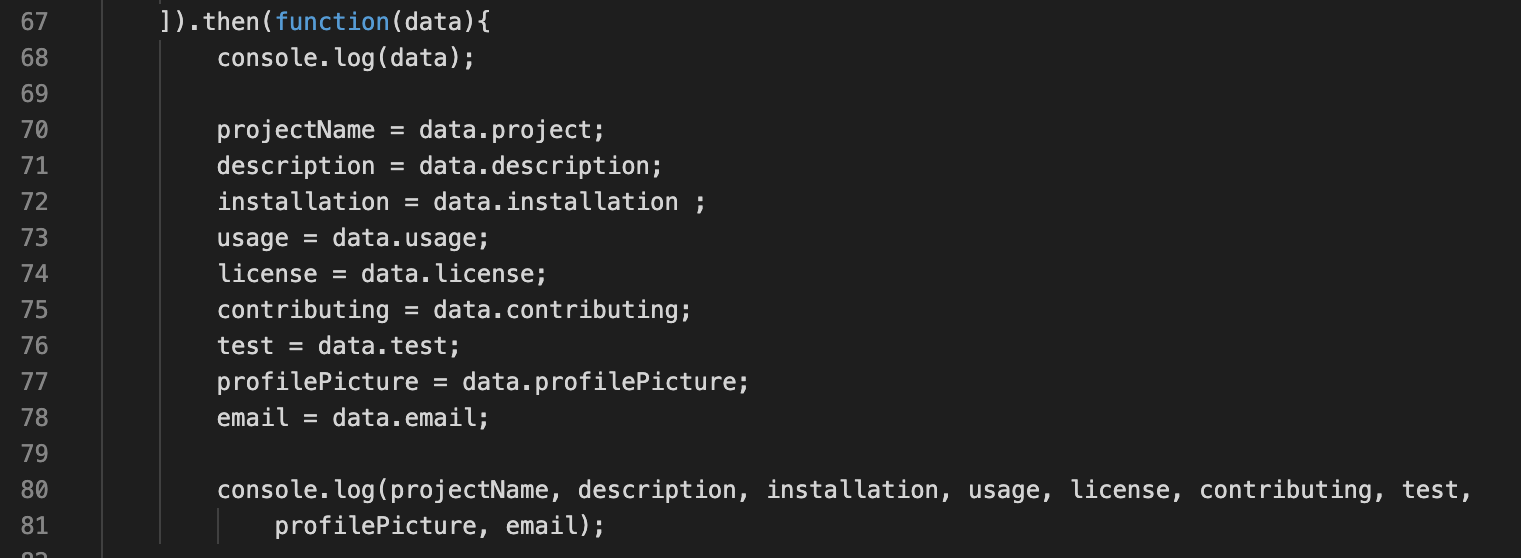 67 ]).then(function(data){
68 console.log(data);
69
70 projectName = data.project;
71 description = data.description;
72 installation = data.installation ;
73 usage = data.usage;
74 license = data.license;
75 contributing = data.contributing;
76 test = data.test;
77 profilePicture = data.profilePicture;
78 email = data.email;
79
80 console.log(projectName, description, installation, usage, license, contributing, test,
81 profilePicture, email);